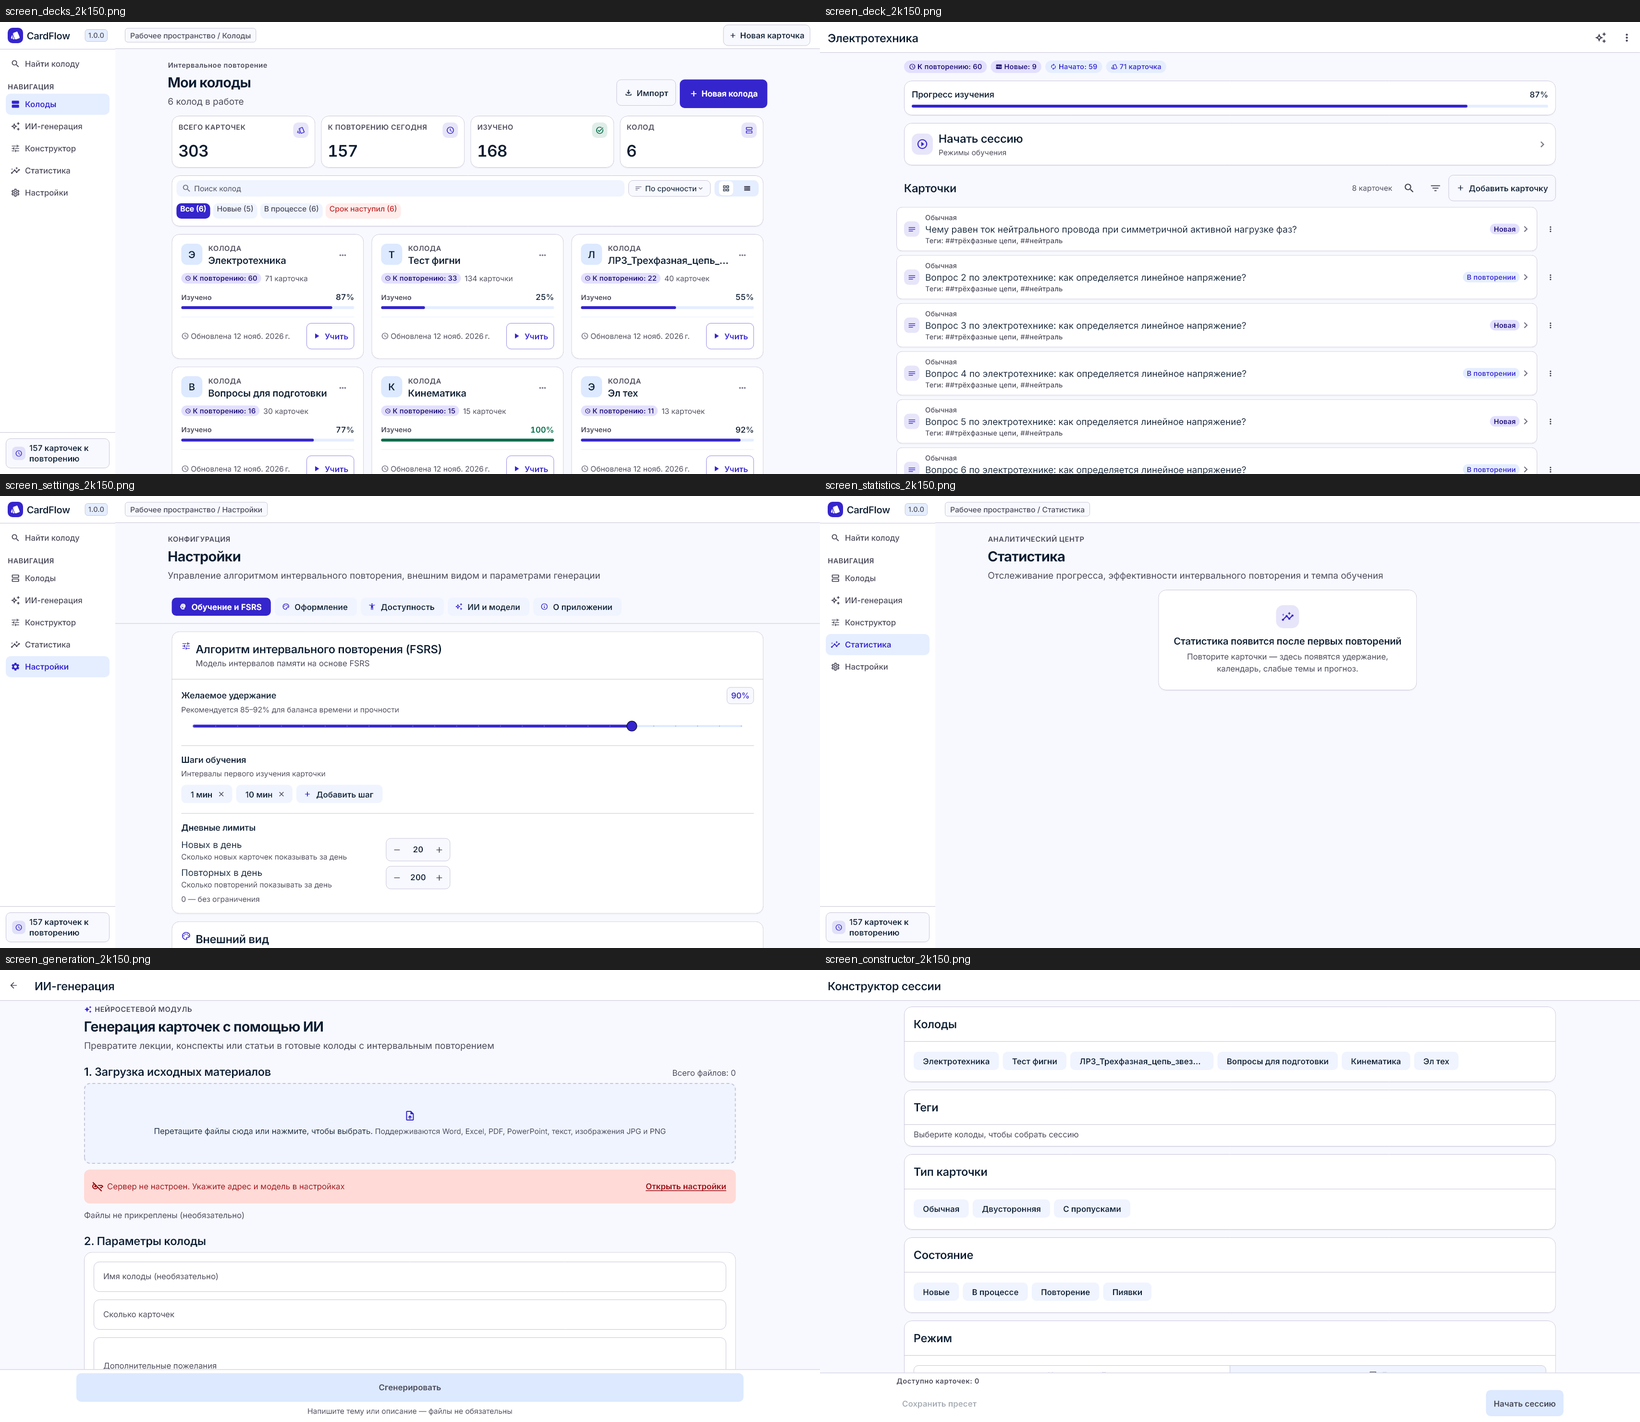 screen_decks_2k150.png
CardFlow 1.0.0
Рабочее пространство / Колоды
+ Новая карточка
Найти колоду
НАВИГАЦИЯ
Колоды
ИИ-генерация
Конструктор
Статистика
Настройки
157 карточек к
повторению
Интервальное повторение
Мои колоды
6 колод в работе
Импорт
+ Новая колода
ВСЕГО КАРТОЧЕК
303
К ПОВТОРЕНИЮ СЕГОДНЯ
157
ИЗУЧЕНО
168
КОЛОД
6
Поиск колод
По срочности
Все (6) Новые (5) В процессе (6) Срок наступил (6)
Э
КОЛОДА
Электротехника
...
К повторению: 60 71 карточка
Изучено 87%
Обновлена 12 нояб. 2026 г.
Учить
Т
КОЛОДА
Тест фигни
...
К повторению: 33 134 карточки
Изучено 25%
Обновлена 12 нояб. 2026 г.
Учить
Л
КОЛОДА
ЛР3_Трехфазная_цепь_...
...
К повторению: 22 40 карточек
Изучено 55%
Обновлена 12 нояб. 2026 г.
Учить
В
КОЛОДА
Вопросы для подготовки
...
К повторению: 16 30 карточек
Изучено 77%
Обновлена 12 нояб. 2026 г.
Учить
К
КОЛОДА
Кинематика
...
К повторению: 15 15 карточек
Изучено 100%
Обновлена 12 нояб. 2026 г.
Учить
Э
КОЛОДА
Эл тех
...
К повторению: 11 13 карточек
Изучено 92%
Обновлена 12 нояб. 2026 г.
Учить
screen_deck_2k150.png
Электротехника
К повторению: 60 Новые: 9 Начато: 59 71 карточка
Прогресс изучения 87%
Начать сессию
Режимы обучения
Карточки
8 карточек
+ Добавить карточку
Обычная
Чему равен ток нейтрального провода при симметричной активной нагрузке фаз?
Теги: ##трёхфазные цепи, ##нейтраль
Новая
Обычная
Вопрос 2 по электротехнике: как определяется линейное напряжение?
Теги: ##трёхфазные цепи, ##нейтраль
В повторении
Обычная
Вопрос 3 по электротехнике: как определяется линейное напряжение?
Теги: ##трёхфазные цепи, ##нейтраль
Новая
Обычная
Вопрос 4 по электротехнике: как определяется линейное напряжение?
Теги: ##трёхфазные цепи, ##нейтраль
В повторении
Обычная
Вопрос 5 по электротехнике: как определяется линейное напряжение?
Теги: ##трёхфазные цепи, ##нейтраль
Новая
Обычная
Вопрос 6 по электротехнике: как определяется линейное напряжение?
В повторении
screen_settings_2k150.png
CardFlow 1.0.0
Рабочее пространство / Настройки
Найти колоду
НАВИГАЦИЯ
Колоды
ИИ-генерация
Конструктор
Статистика
Настройки
157 карточек к
повторению
КОНФИГУРАЦИЯ
Настройки
Управление алгоритмом интервального повторения, внешним видом и параметрами генерации
Обучение и FSRS Оформление Доступность ИИ и модели О приложении
Алгоритм интервального повторения (FSRS)
Модель интервалов памяти на основе FSRS
Желаемое удержание 90%
Рекомендуется 85–92% для баланса времени и прочности
Шаги обучения
Интервалы первого изучения карточки
1 мин × 10 мин × + Добавить шаг
Дневные лимиты
Новых в день
Сколько новых карточек показывать за день
− 20 +
Повторных в день
Сколько повторений показывать за день
− 200 +
0 — без ограничения
Внешний вид
screen_statistics_2k150.png
CardFlow 1.0.0
Рабочее пространство / Статистика
Найти колоду
НАВИГАЦИЯ
Колоды
ИИ-генерация
Конструктор
Статистика
Настройки
157 карточек к
повторению
АНАЛИТИЧЕСКИЙ ЦЕНТР
Статистика
Отслеживание прогресса, эффективности интервального повторения и темпа обучения
Статистика появится после первых повторений
Повторите карточки — здесь появятся удержание,
календарь, слабые темы и прогноз.
screen_generation_2k150.png
ИИ-генерация
НЕЙРОСЕТЕВОЙ МОДУЛЬ
Генерация карточек с помощью ИИ
Превратите лекции, конспекты или статьи в готовые колоды с интервальным повторением
1. Загрузка исходных материалов Всего файлов: 0
Перетащите файлы сюда или нажмите, чтобы выбрать. Поддерживаются Word, Excel, PDF, PowerPoint, текст, изображения JPG и PNG
Сервер не настроен. Укажите адрес и модель в настройках Открыть настройки
Файлы не прикреплены (необязательно)
2. Параметры колоды
Имя колоды (необязательно)
Сколько карточек
Дополнительные пожелания
Сгенерировать
Напишите тему или описание — файлы не обязательны
screen_constructor_2k150.png
Конструктор сессии
Колоды
Электротехника Тест фигни ЛР3_Трехфазная_цепь_звез... Вопросы для подготовки Кинематика Эл тех
Теги
Выберите колоды, чтобы собрать сессию
Тип карточки
Обычная Двусторонняя С пропусками
Состояние
Новые В процессе Повторение Пиявки
Режим
Доступно карточек: 0
Сохранить пресет
Начать сессию